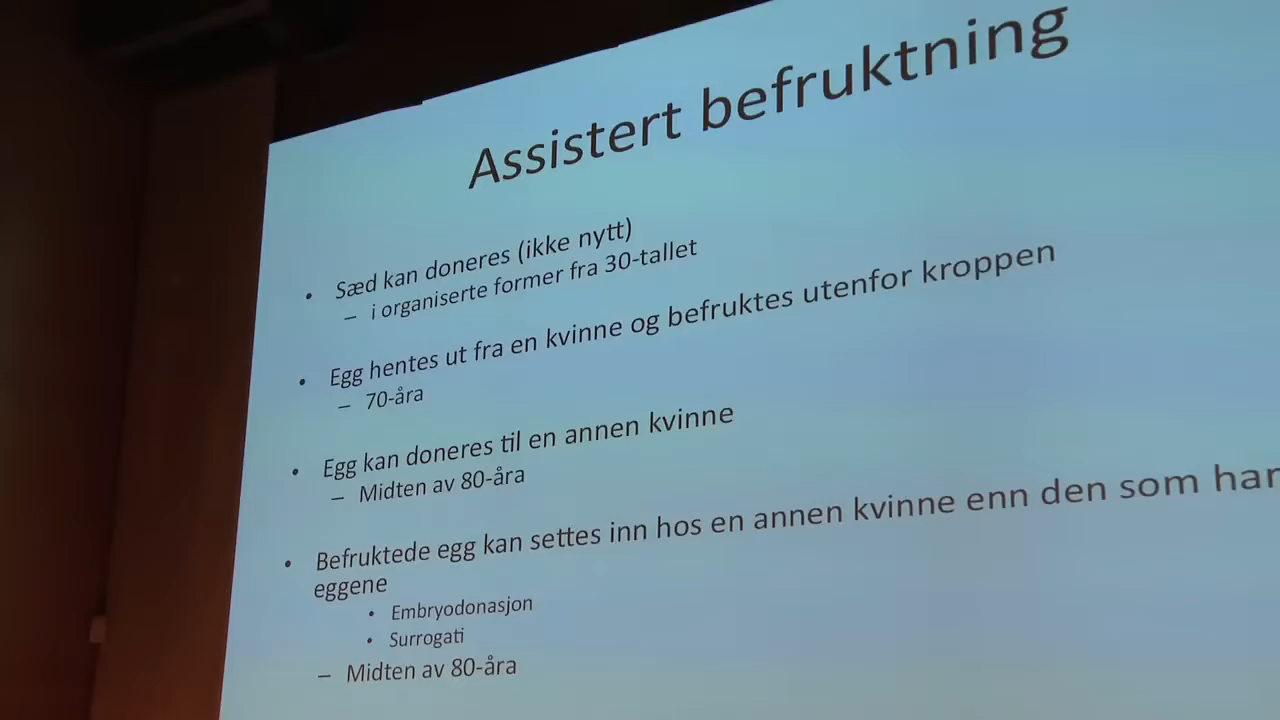 Assistert befruktning
• Sæd kan doneres (ikke nytt)
– i organiserte former fra 30-tallet
• Egg hentes ut fra en kvinne og befruktes utenfor kroppen
– 70-åra
• Egg kan doneres til en annen kvinne
– Midten av 80-åra
• Befruktede egg kan settes inn hos en annen kvinne enn den som har
eggene
• Embryodonasjon
• Surrogati
– Midten av 80-åra